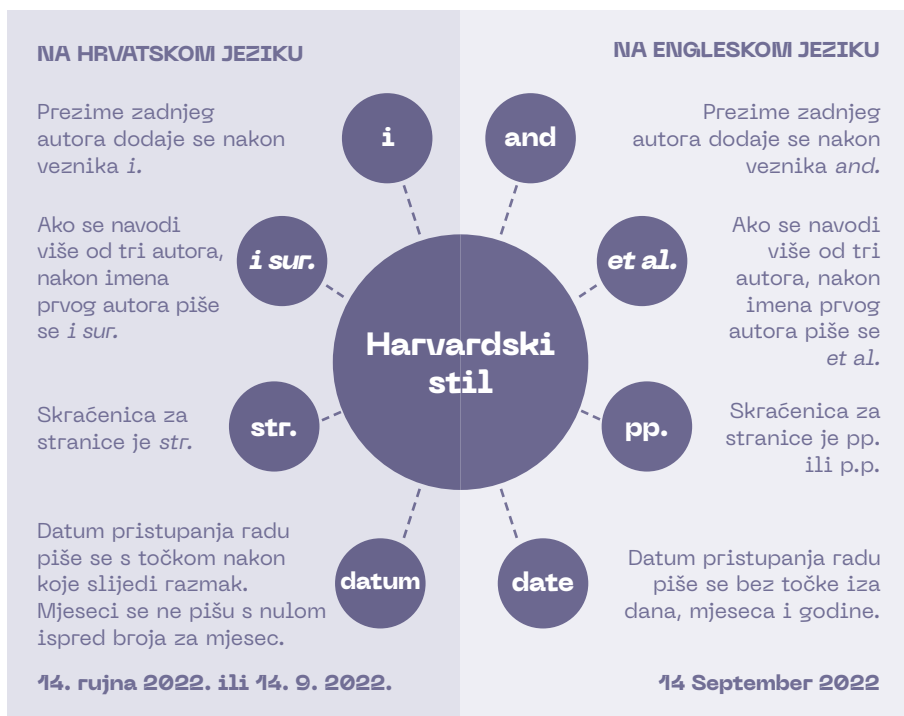 NA HRVATSKOM JEZIKU
Prezime zadnjeg
autora dodaje se nakon
veznika i.
i
Ako se navodi
više od tri autora,
nakon imena
prvog autora piše
se i sur.
i sur.
Skraćenica za
stranice je str.
str.
Datum pristupanja radu
piše se s točkom nakon
koje slijedi razmak.
Mjeseci se ne pišu s nulom
ispred broja za mjesec.
datum
14. rujna 2022. ili 14. 9. 2022.
Harvardski
stil
NA ENGLESKOM JEZIKU
and
Prezime zadnjeg
autora dodaje se nakon
veznika and.
et al.
Ako se navodi
više od tri
autora, nakon
imena prvog
autora piše se
et al.
pp.
Skraćenica za
stranice je pp.
ili p.p.
date
Datum pristupanja radu
piše se bez točke iza
dana, mjeseca i godine.
14 September 2022